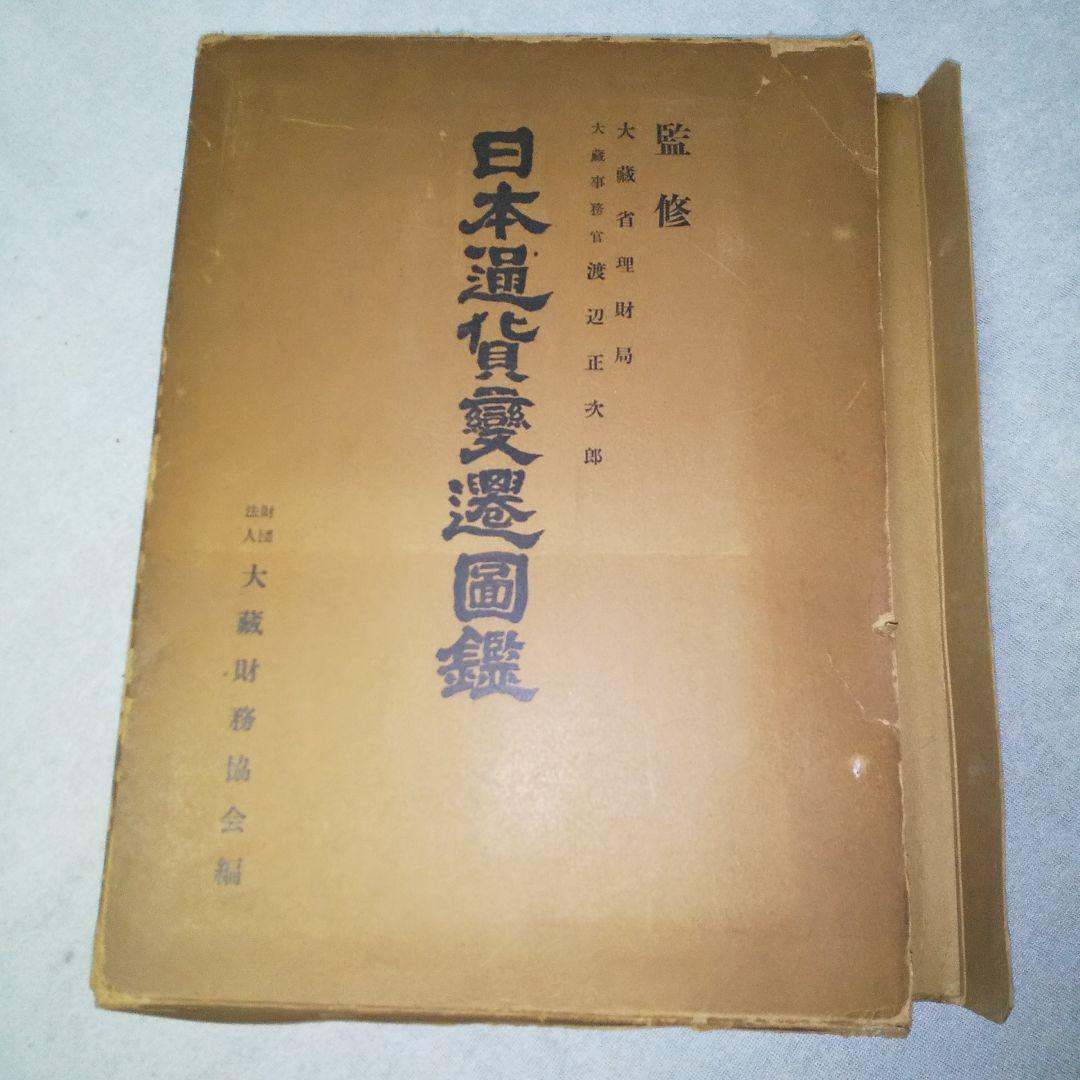 監修
大蔵省理財局
大蔵事務官 渡辺正次郎
日本通貨變遷圖鑑
財団法人 大蔵財務協会編